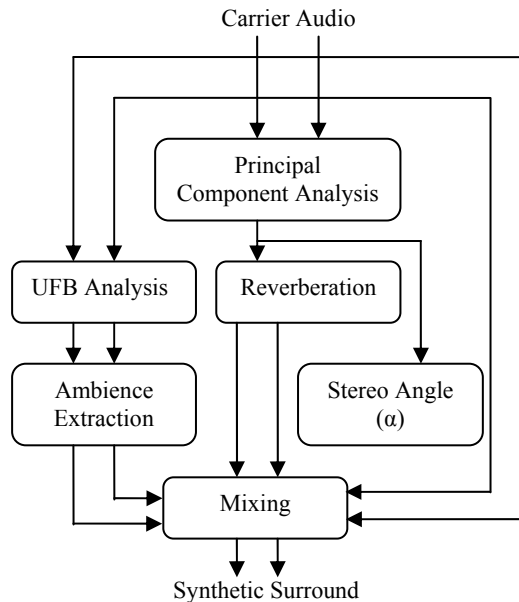 Carrier Audio
Principal
Component Analysis
UFB Analysis
Reverberation
Ambience
Extraction
Stereo Angle
(α)
Mixing
Synthetic Surround